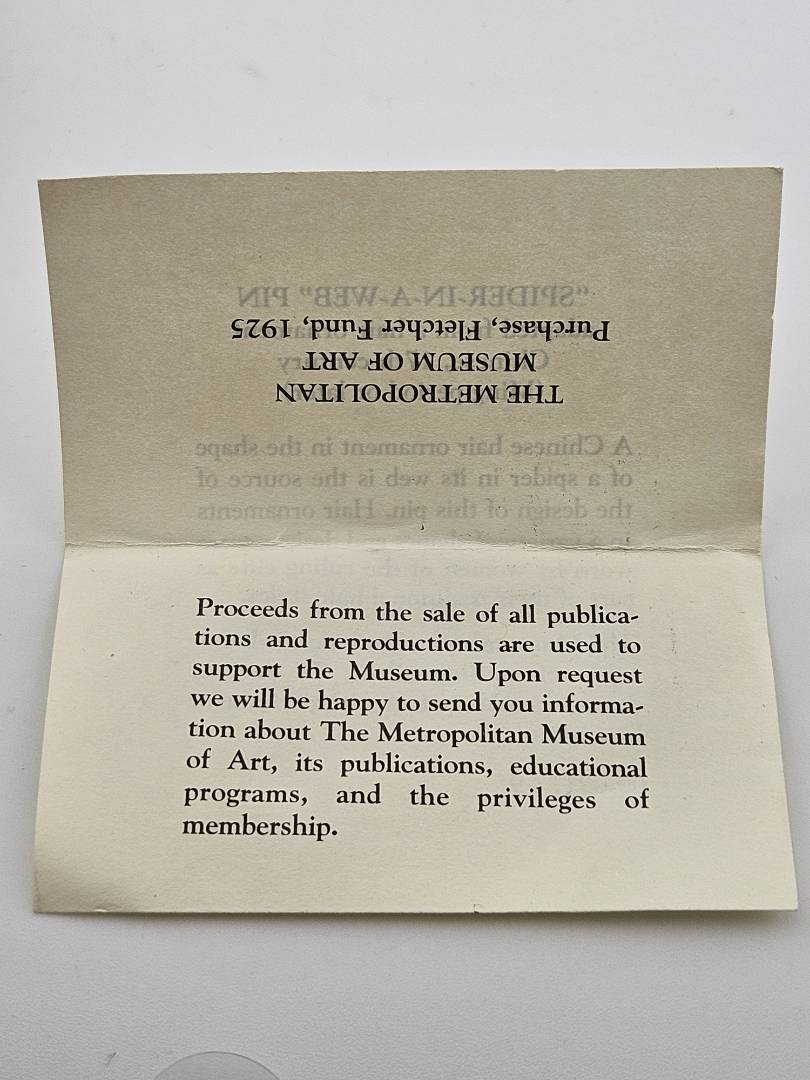 “SPIDER-IN-A-WEB” PIN
THE METROPOLITAN
MUSEUM OF ART
Purchase, Fletcher Fund, 1925
A Chinese hair ornament in the shape
of a spider in its web is the source of
the design of this pin. Hair ornaments
women of the ruling
Proceeds from the sale of all publica-
tions and reproductions are used to
support the Museum. Upon request
we will be happy to send you informa-
tion about The Metropolitan Museum
of Art, its publications, educational
programs, and the privileges of
membership.